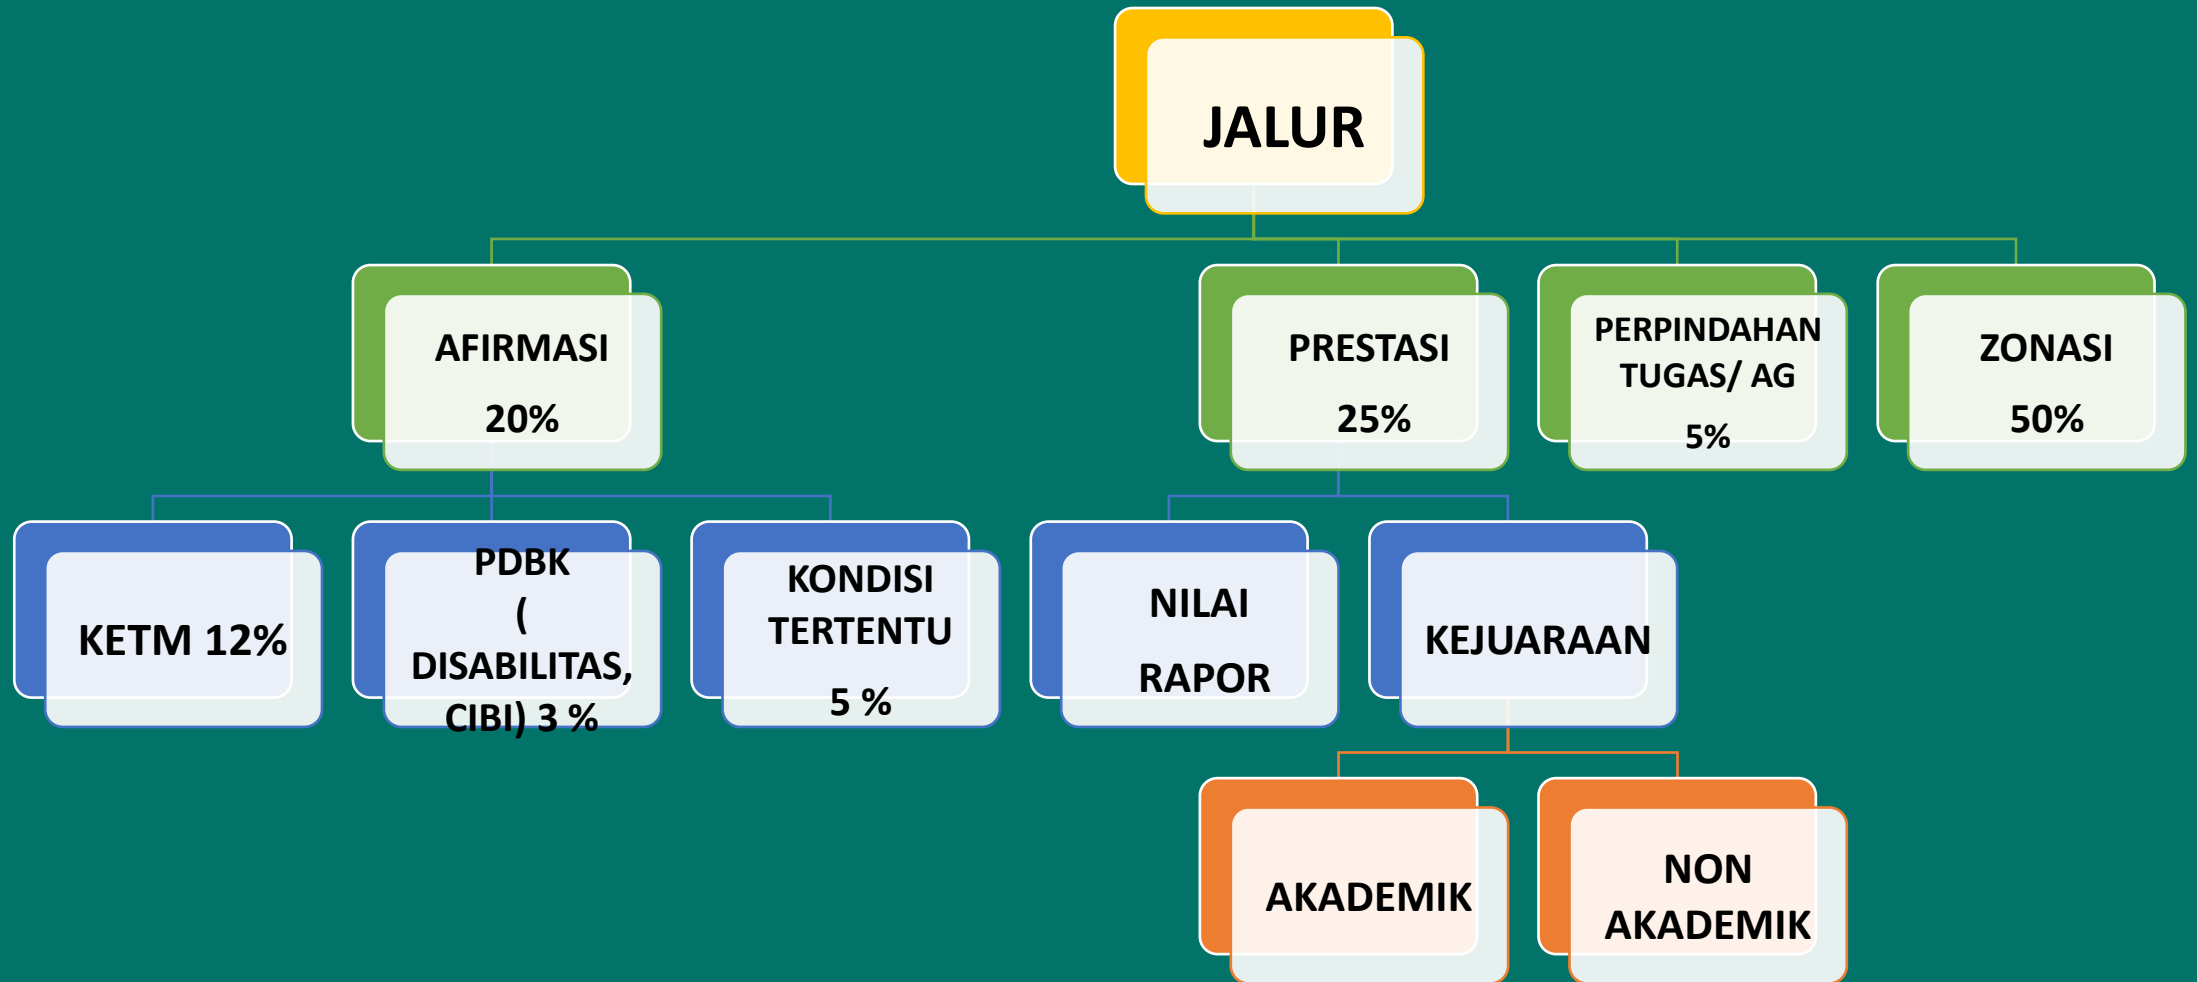 JALUR
AFIRMASI
20%
PRESTASI
25%
PERPINDAHAN
TUGAS/ AG
5%
ZONASI
50%
KETM 12%
PDBK
(
DISABILITAS,
CIBI) 3 %
KONDISI
TERTENTU
5 %
NILAI
RAPOR
KEJUARAAN
AKADEMIK
NON
AKADEMIK